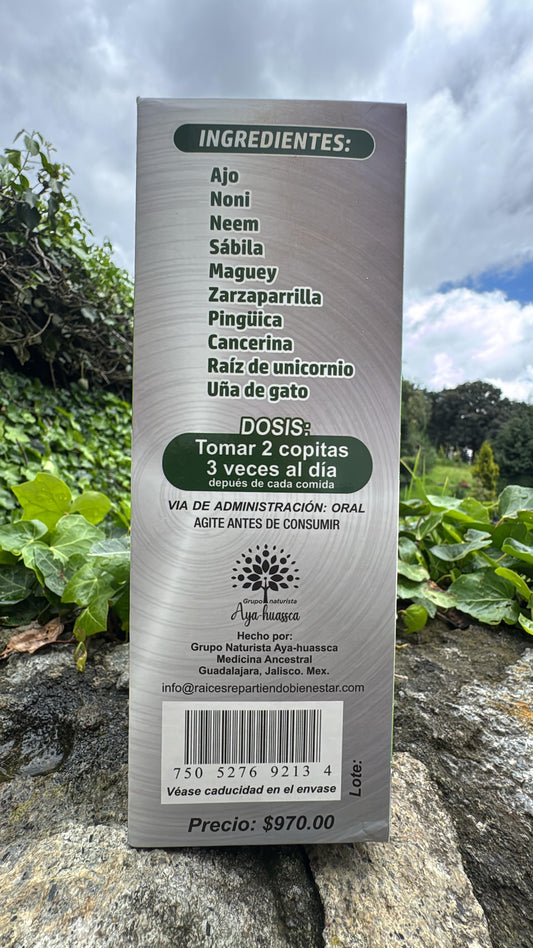 INGREDIENTES:
Ajo
Noni
Neem
Sábila
Maguey
Zarzaparrilla
Pingüica
Cancerina
Raíz de unicornio
Uña de gato
DOSIS:
Tomar 2 copitas
3 veces al día
depués de cada comida
VIA DE ADMINISTRACIÓN: ORAL
AGITE ANTES DE CONSUMIR
Grupo naturista
Aya-huassca
Hecho por:
Grupo Naturista Aya-huassca
Medicina Ancestral
Guadalajara, Jalisco. Mex.
info@raicesrepartiendobienestar.com
750 5276 9213 4
Véase caducidad en el envase
Lote:
Precio: $970.00